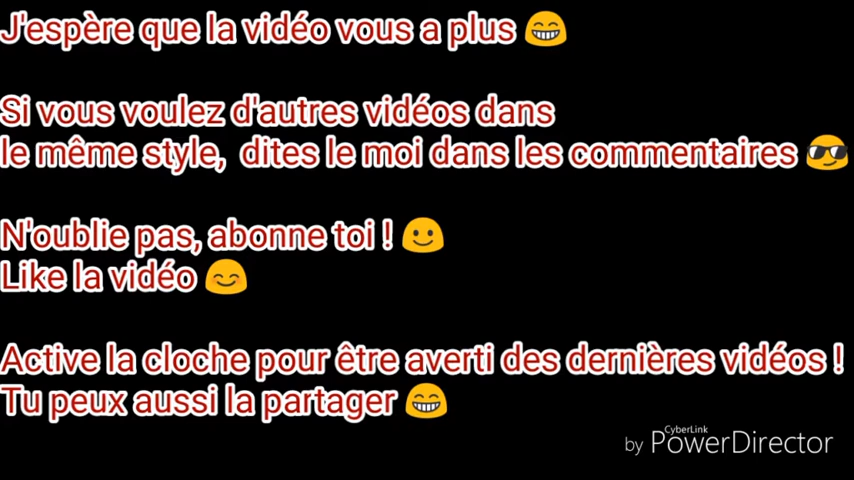 J'espère que la vidéo vous a plus 😁
Si vous voulez d'autres vidéos dans
le même style, dites le moi dans les commentaires 😎
N'oublie pas, abonne toi ! 🙂
Like la vidéo 😊
Active la cloche pour être averti des dernières vidéos !
Tu peux aussi la partager 😁
CyberLink
by PowerDirector